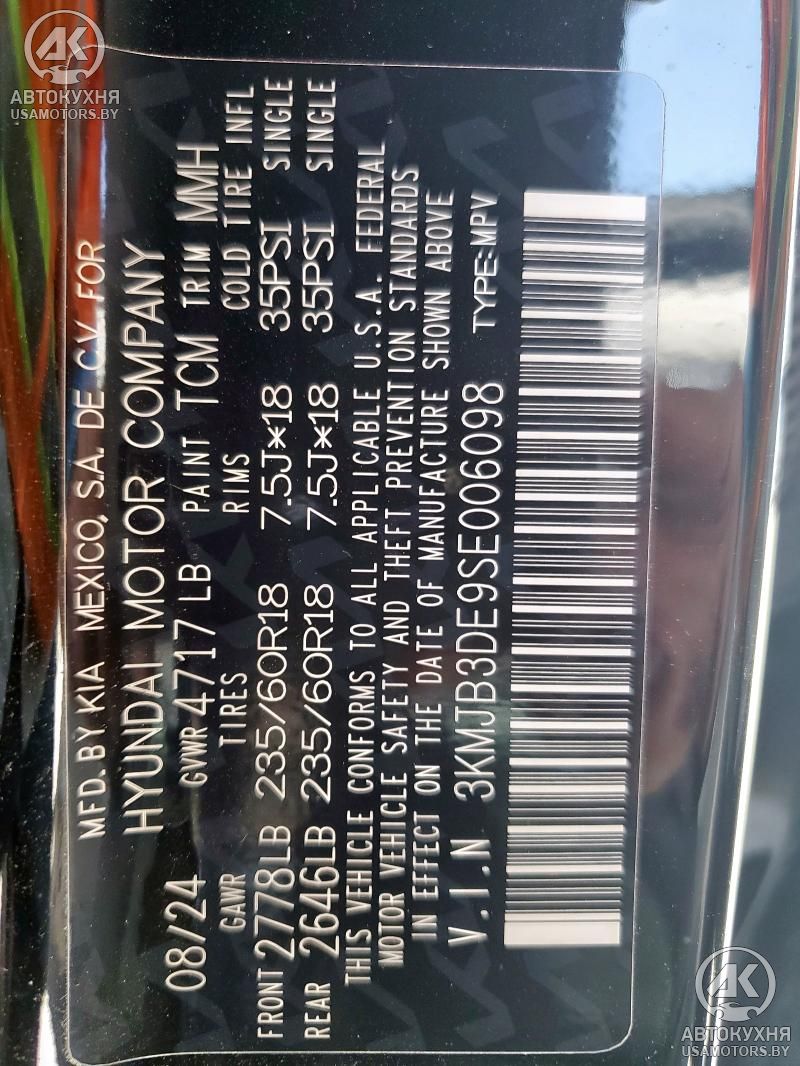 АВТОКУХНЯ
USAMOTORS.BY
MFD. BY KIA MEXICO, S.A. DE C.V. FOR
HYUNDAI MOTOR COMPANY
08/24 GVWR 4717 LB PAINT TCM TRIM MMH
GAWR TIRES RIMS COLD TIRE INFL
FRONT 2778LB 235/60R18 7.5J*18 35PSI SINGLE
REAR 2646LB 235/60R18 7.5J*18 35PSI SINGLE
THIS VEHICLE CONFORMS TO ALL APPLICABLE U.S.A. FEDERAL
MOTOR VEHICLE SAFETY AND THEFT PREVENTION STANDARDS
IN EFFECT ON THE DATE OF MANUFACTURE SHOWN ABOVE
V.I.N 3KMJB3DE9SE006098 TYPE:MPV
АВТОКУХНЯ
USAMOTORS.BY